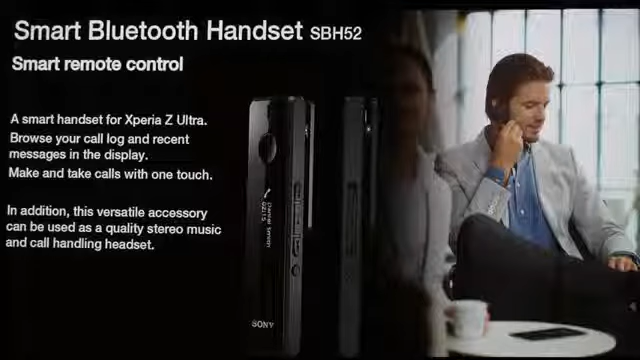 Smart Bluetooth Handset SBH52
Smart remote control
A smart handset for Xperia Z Ultra.
Browse your call log and recent
messages in the display.
Make and take calls with one touch.
In addition, this versatile accessory
can be used as a quality stereo music
and call handling headset.
Daniel Smith
SONY